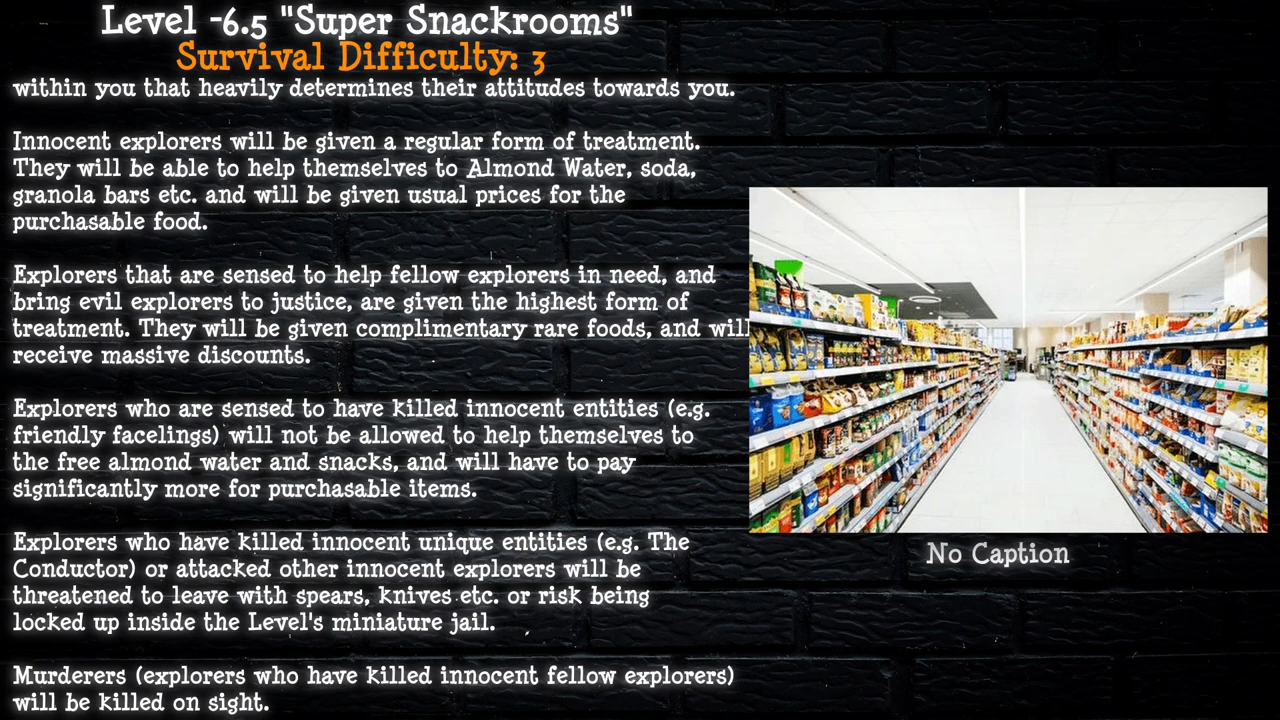 Level -6.5 "Super Snackrooms"
Survival Difficulty: 3
within you that heavily determines their attitudes towards you.
Innocent explorers will be given a regular form of treatment.
They will be able to help themselves to Almond Water, soda,
granola bars etc. and will be given usual prices for the
purchasable food.
Explorers that are sensed to help fellow explorers in need, and
bring evil explorers to justice, are given the highest form of
treatment. They will be given complimentary rare foods, and will
receive massive discounts.
Explorers who are sensed to have killed innocent entities (e.g.
friendly facelings) will not be allowed to help themselves to
the free almond water and snacks, and will have to pay
significantly more for purchasable items.
Explorers who have killed innocent unique entities (e.g. The
Conductor) or attacked other innocent explorers will be
threatened to leave with spears, knives etc. or risk being
locked up inside the Level's miniature jail.
Murderers (explorers who have killed innocent fellow explorers)
will be killed on sight.
No Caption